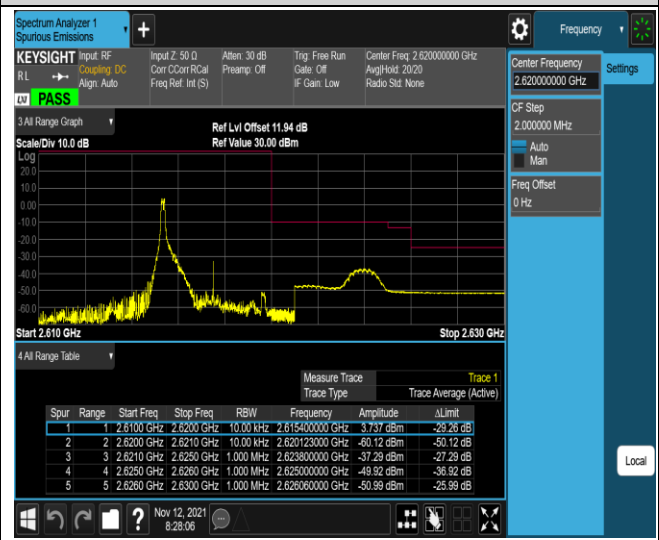 Spectrum Analyzer 1
Spurious Emissions
Frequency
KEYSIGHT Input: RF Input Z: 50 Ω Atten: 30 dB Trig: Free Run Center Freq: 2.620000000 GHz
RL Coupling: DC Corr CCorr RCal Preamp: Off Gate: Off Avg|Hold: 20/20
Align: Auto Freq Ref: Int (S) IF Gain: Low Radio Std: None
LXI PASS
Center Frequency
2.620000000 GHz
Settings
CF Step
2.000000 MHz
Auto
Man
Freq Offset
0 Hz
3 All Range Graph
Ref Lvl Offset 11.94 dB
Scale/Div 10.0 dB Ref Value 30.00 dBm
Log
20.0
10.0
0.00
-10.0
-20.0
-30.0
-40.0
-50.0
-60.0
Start 2.610 GHz Stop 2.630 GHz
4 All Range Table
Measure Trace Trace 1
Trace Type Trace Average (Active)
Spur Range Start Freq Stop Freq RBW Frequency Amplitude ΔLimit
1 1 2.6100 GHz 2.6200 GHz 10.00 kHz 2.615400000 GHz 3.737 dBm -29.26 dB
2 2 2.6200 GHz 2.6210 GHz 10.00 kHz 2.620123000 GHz -60.12 dBm -50.12 dB
3 3 2.6210 GHz 2.6250 GHz 1.000 MHz 2.623800000 GHz -37.29 dBm -27.29 dB
4 4 2.6250 GHz 2.6260 GHz 1.000 MHz 2.625000000 GHz -49.92 dBm -36.92 dB
5 5 2.6260 GHz 2.6300 GHz 1.000 MHz 2.626060000 GHz -50.99 dBm -25.99 dB
Local
Nov 12, 2021
8:28:06